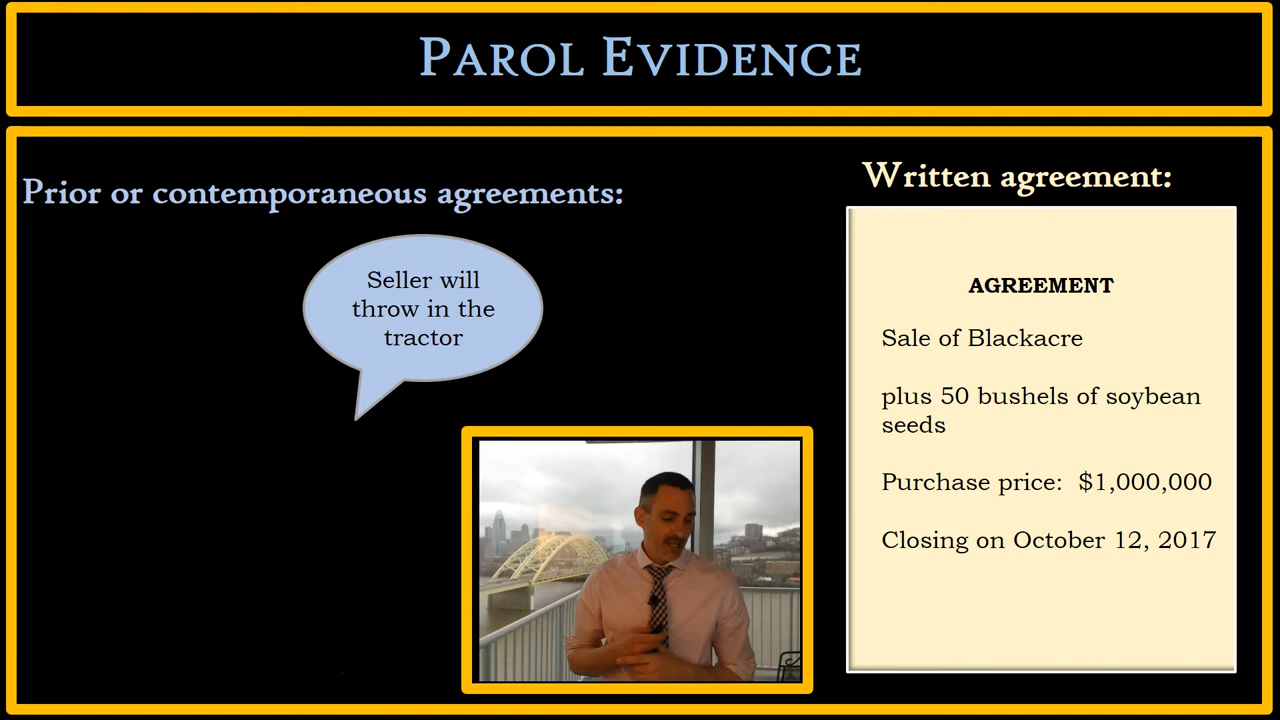 PAROL EVIDENCE
Prior or contemporaneous agreements:
Seller will
throw in the
tractor
Written agreement:
AGREEMENT
Sale of Blackacre
plus 50 bushels of soybean
seeds
Purchase price: $1,000,000
Closing on October 12, 2017